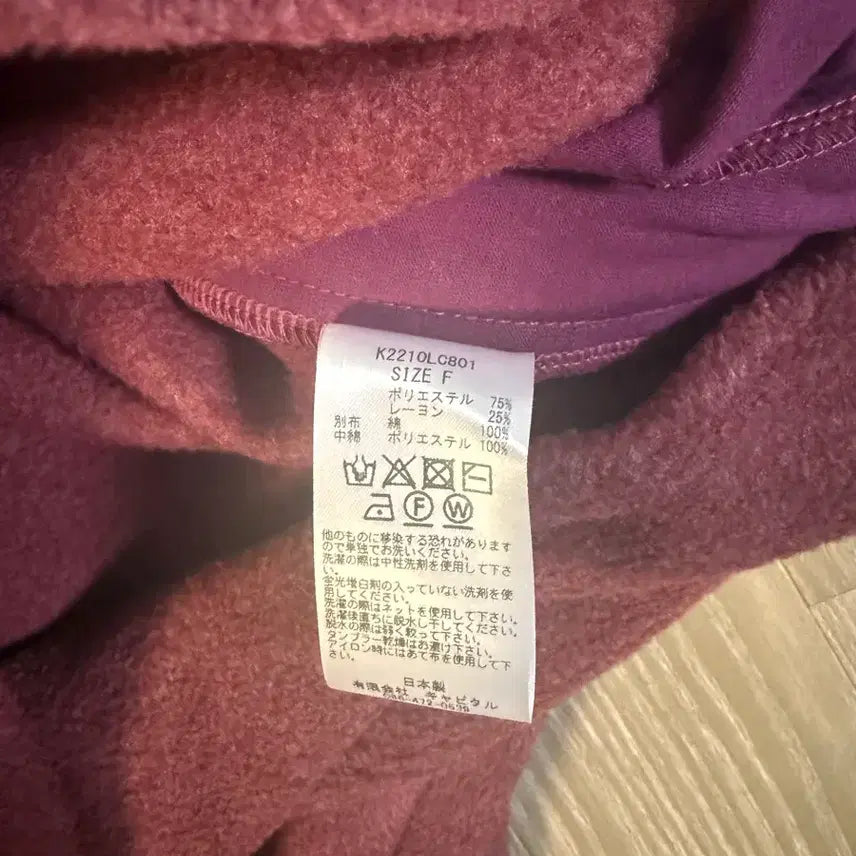 K2210LC801
SIZE F
ポリエステル 75%
レーヨン 25%
別布 綿 100%
中綿 ポリエステル 100%
F W
他のものに移染する恐れがあります
ので単独でお洗いください。
洗濯の際は中性洗剤を使用して下さ
い。
蛍光増白剤の入っていない洗剤を使
用してください。
洗濯の際はネットを使用して下さい。
洗濯後直ちに脱水し干してください。
脱水の際は弱く絞って下さい。
タンブラー乾燥はお避け下さい。
アイロン時にはあて布を使用して下
さい。
日本製
有限会社 キャピタル